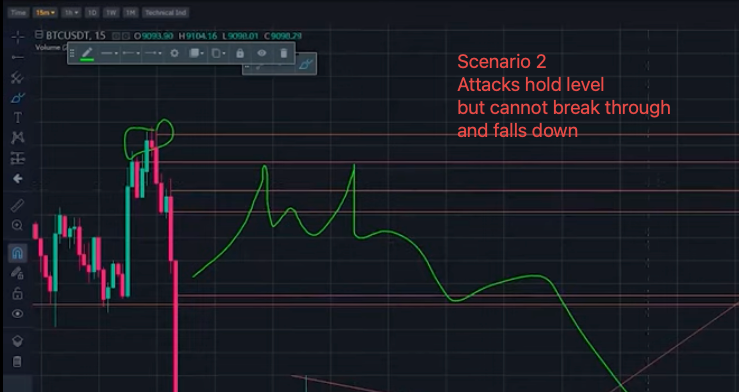 Time 15m 1h 1D 1W 1M Technical Ind
BTCUSDT, 15 O9093.90 H9104.16 L9098.01 C9098.29
Volume
T
Scenario 2
Attacks hold level
but cannot break through
and falls down